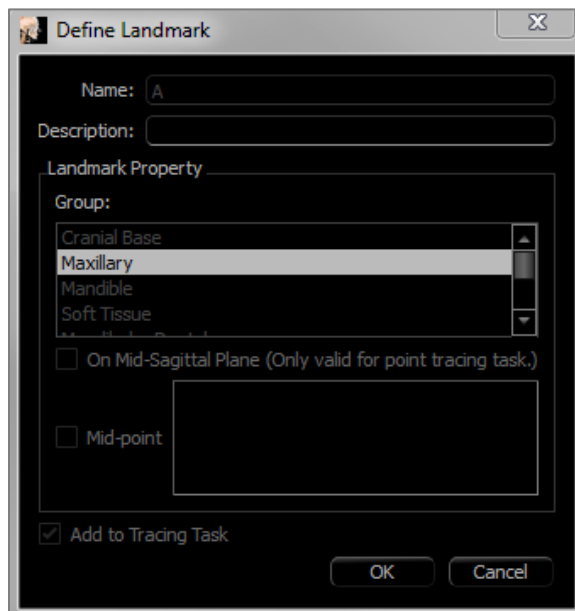 Define Landmark
Name: A
Description:
Landmark Property
Group:
Cranial Base
Maxillary
Mandible
Soft Tissue
On Mid-Sagittal Plane (Only valid for point tracing task.)
Mid-point
Add to Tracing Task
OK Cancel